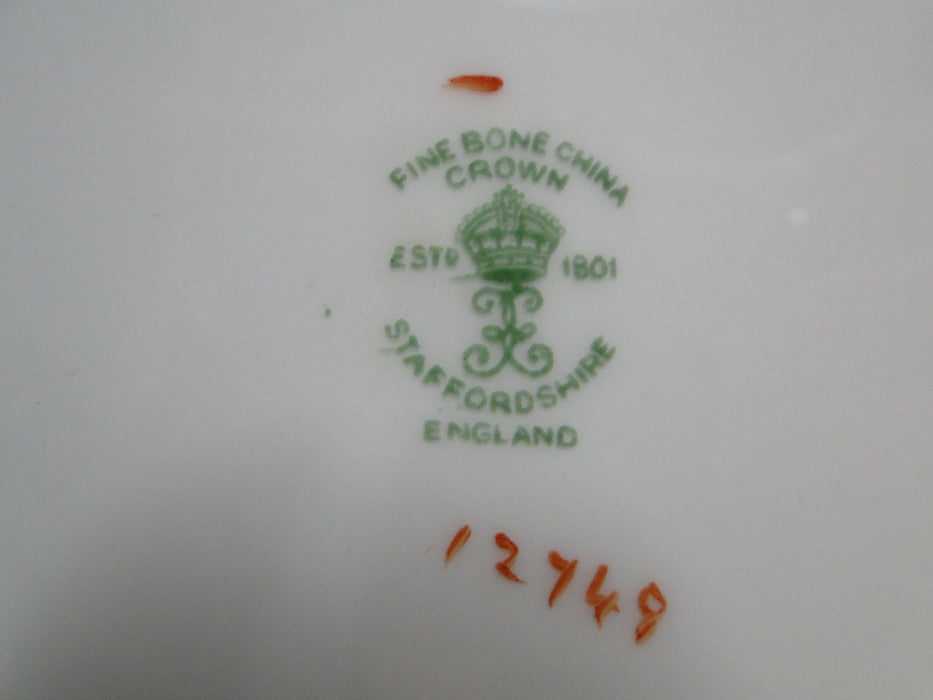 FINE BONE CHINA
CROWN
ESTD 1801
STAFFORDSHIRE
ENGLAND
12748